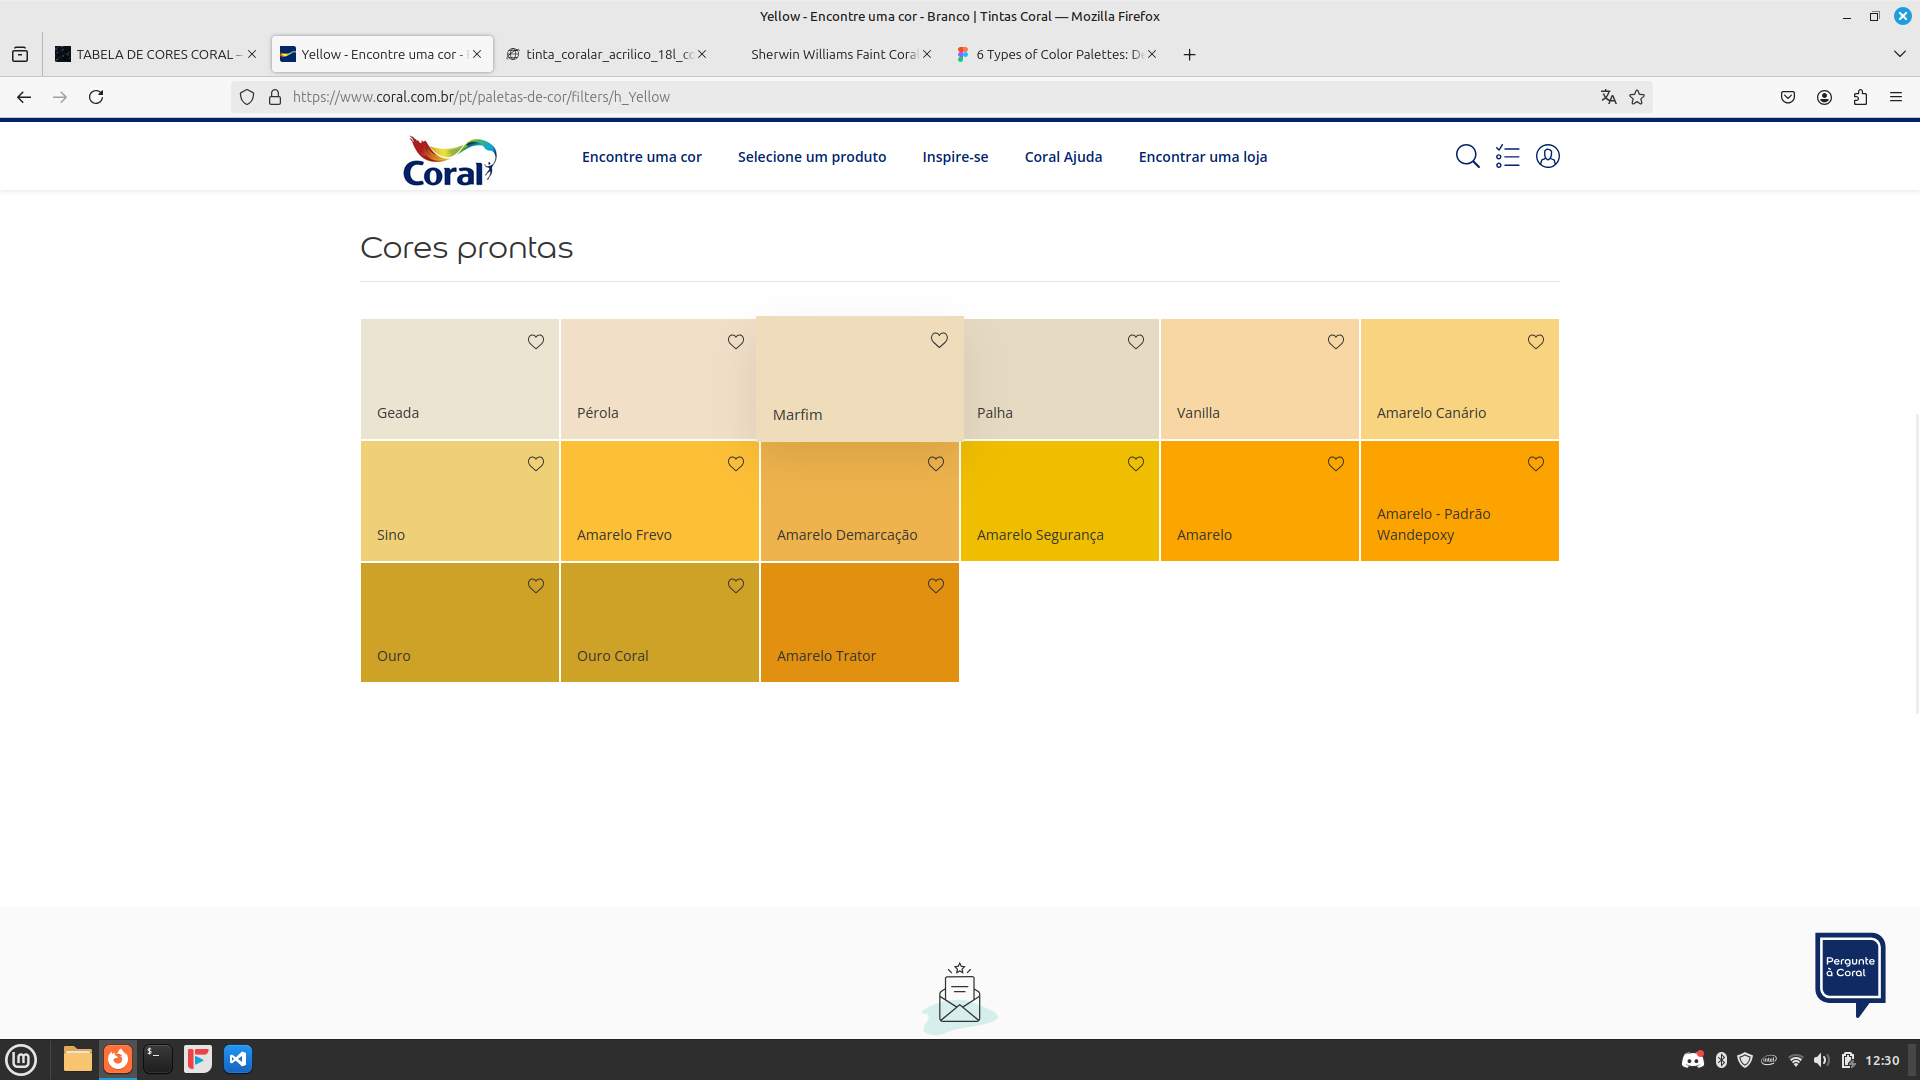 Yellow - Encontre uma cor - Branco | Tintas Coral — Mozilla Firefox
TABELA DE CORES CORAL –
Yellow - Encontre uma cor -
tinta_coralar_acrilico_18l_co
Sherwin Williams Faint Coral
6 Types of Color Palettes: De
https://www.coral.com.br/pt/paletas-de-cor/filters/h_Yellow
Coral
Encontre uma cor
Selecione um produto
Inspire-se
Coral Ajuda
Encontrar uma loja
Cores prontas
Geada
Pérola
Marfim
Palha
Vanilla
Amarelo Canário
Sino
Amarelo Frevo
Amarelo Demarcação
Amarelo Segurança
Amarelo
Amarelo - Padrão
Wandepoxy
Ouro
Ouro Coral
Amarelo Trator
Pergunte
à Coral
12:30